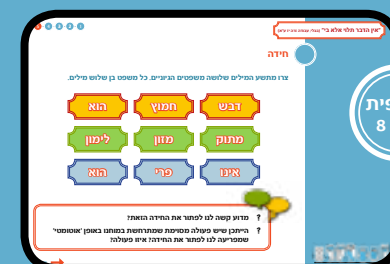 "אין הדבר תלוי אלא בי"
חידה
צרו מתשע המילים שלושה משפטים הגיוניים. כל משפט בן שלוש מילים.
דבש חמוץ הוא
מתוק מזון לימון
אינו פרי הוא
? מדוע קשה לנו לפתור את החידה הזאת?
? הייתכן שיש פעולה מסוימת שמתרחשת במוחנו באופן 'אוטומטי'
שמפריעה לנו לפתור את החידה? איזו פעולה?
8